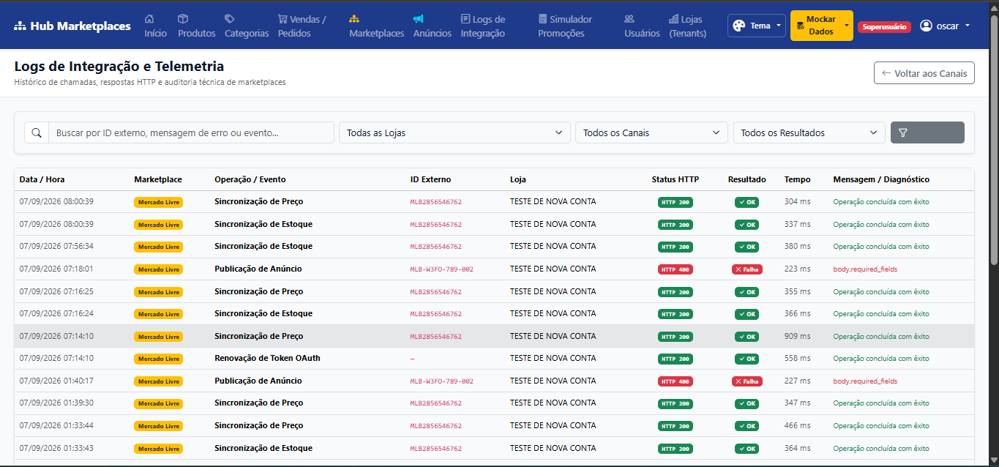 Hub Marketplaces
Início
Produtos
Categorias
Vendas / Pedidos
Marketplaces
Anúncios
Logs de Integração
Simulador Promoções
Usuários
Lojas (Tenants)
Tema
Mockar Dados
Superusuário
oscar
Logs de Integração e Telemetria
Histórico de chamadas, respostas HTTP e auditoria técnica de marketplaces
← Voltar aos Canais
Buscar por ID externo, mensagem de erro ou evento...
Todas as Lojas
Todos os Canais
Todos os Resultados
Data / Hora Marketplace Operação / Evento ID Externo Loja Status HTTP Resultado Tempo Mensagem / Diagnóstico
07/09/2026 08:00:39 Mercado Livre Sincronização de Preço MLB2856546762 TESTE DE NOVA CONTA HTTP 200 OK 304 ms Operação concluída com êxito
07/09/2026 08:00:39 Mercado Livre Sincronização de Estoque MLB2856546762 TESTE DE NOVA CONTA HTTP 200 OK 337 ms Operação concluída com êxito
07/09/2026 07:56:34 Mercado Livre Sincronização de Estoque MLB2856546762 TESTE DE NOVA CONTA HTTP 200 OK 380 ms Operação concluída com êxito
07/09/2026 07:18:01 Mercado Livre Publicação de Anúncio MLB-W3FO-789-002 TESTE DE NOVA CONTA HTTP 400 Falha 223 ms body.required_fields
07/09/2026 07:16:25 Mercado Livre Sincronização de Preço MLB2856546762 TESTE DE NOVA CONTA HTTP 200 OK 355 ms Operação concluída com êxito
07/09/2026 07:16:24 Mercado Livre Sincronização de Estoque MLB2856546762 TESTE DE NOVA CONTA HTTP 200 OK 366 ms Operação concluída com êxito
07/09/2026 07:14:10 Mercado Livre Sincronização de Preço MLB2856546762 TESTE DE NOVA CONTA HTTP 200 OK 909 ms Operação concluída com êxito
07/09/2026 07:14:10 Mercado Livre Renovação de Token OAuth – TESTE DE NOVA CONTA HTTP 200 OK 558 ms Operação concluída com êxito
07/09/2026 01:40:17 Mercado Livre Publicação de Anúncio MLB-W3FO-789-002 TESTE DE NOVA CONTA HTTP 400 Falha 227 ms body.required_fields
07/09/2026 01:39:30 Mercado Livre Sincronização de Preço MLB2856546762 TESTE DE NOVA CONTA HTTP 200 OK 347 ms Operação concluída com êxito
07/09/2026 01:33:44 Mercado Livre Sincronização de Preço MLB2856546762 TESTE DE NOVA CONTA HTTP 200 OK 466 ms Operação concluída com êxito
07/09/2026 01:33:43 Mercado Livre Sincronização de Estoque MLB2856546762 TESTE DE NOVA CONTA HTTP 200 OK 364 ms Operação concluída com êxito